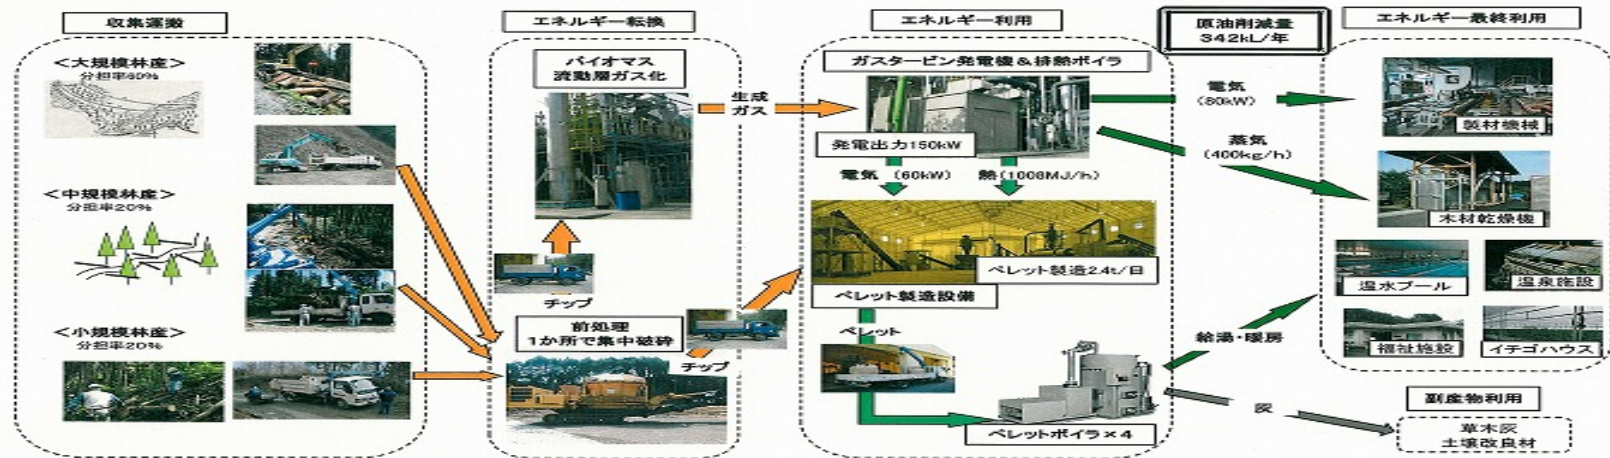 収集運搬
<大規模林産>
分担率60%
<中規模林産>
分担率20%
<小規模林産>
分担率20%
エネルギー転換
バイオマス
流動層ガス化
チップ
前処理
1か所で集中破砕
チップ
生成
ガス
エネルギー利用
ガスタービン発電機&排熱ボイラ
発電出力150kW
電気 (60kW)
熱(1008MJ/h)
ペレット製造2.4t/日
ペレット製造設備
ペレット
ペレットボイラ×4
原油削減量
342kL/年
電気
(80kW)
蒸気
(400kg/h)
給湯・暖房
灰
エネルギー最終利用
製材機械
木材乾燥機
温水プール
温泉施設
福祉施設
イチゴハウス
副産物利用
草木灰
土壌改良材